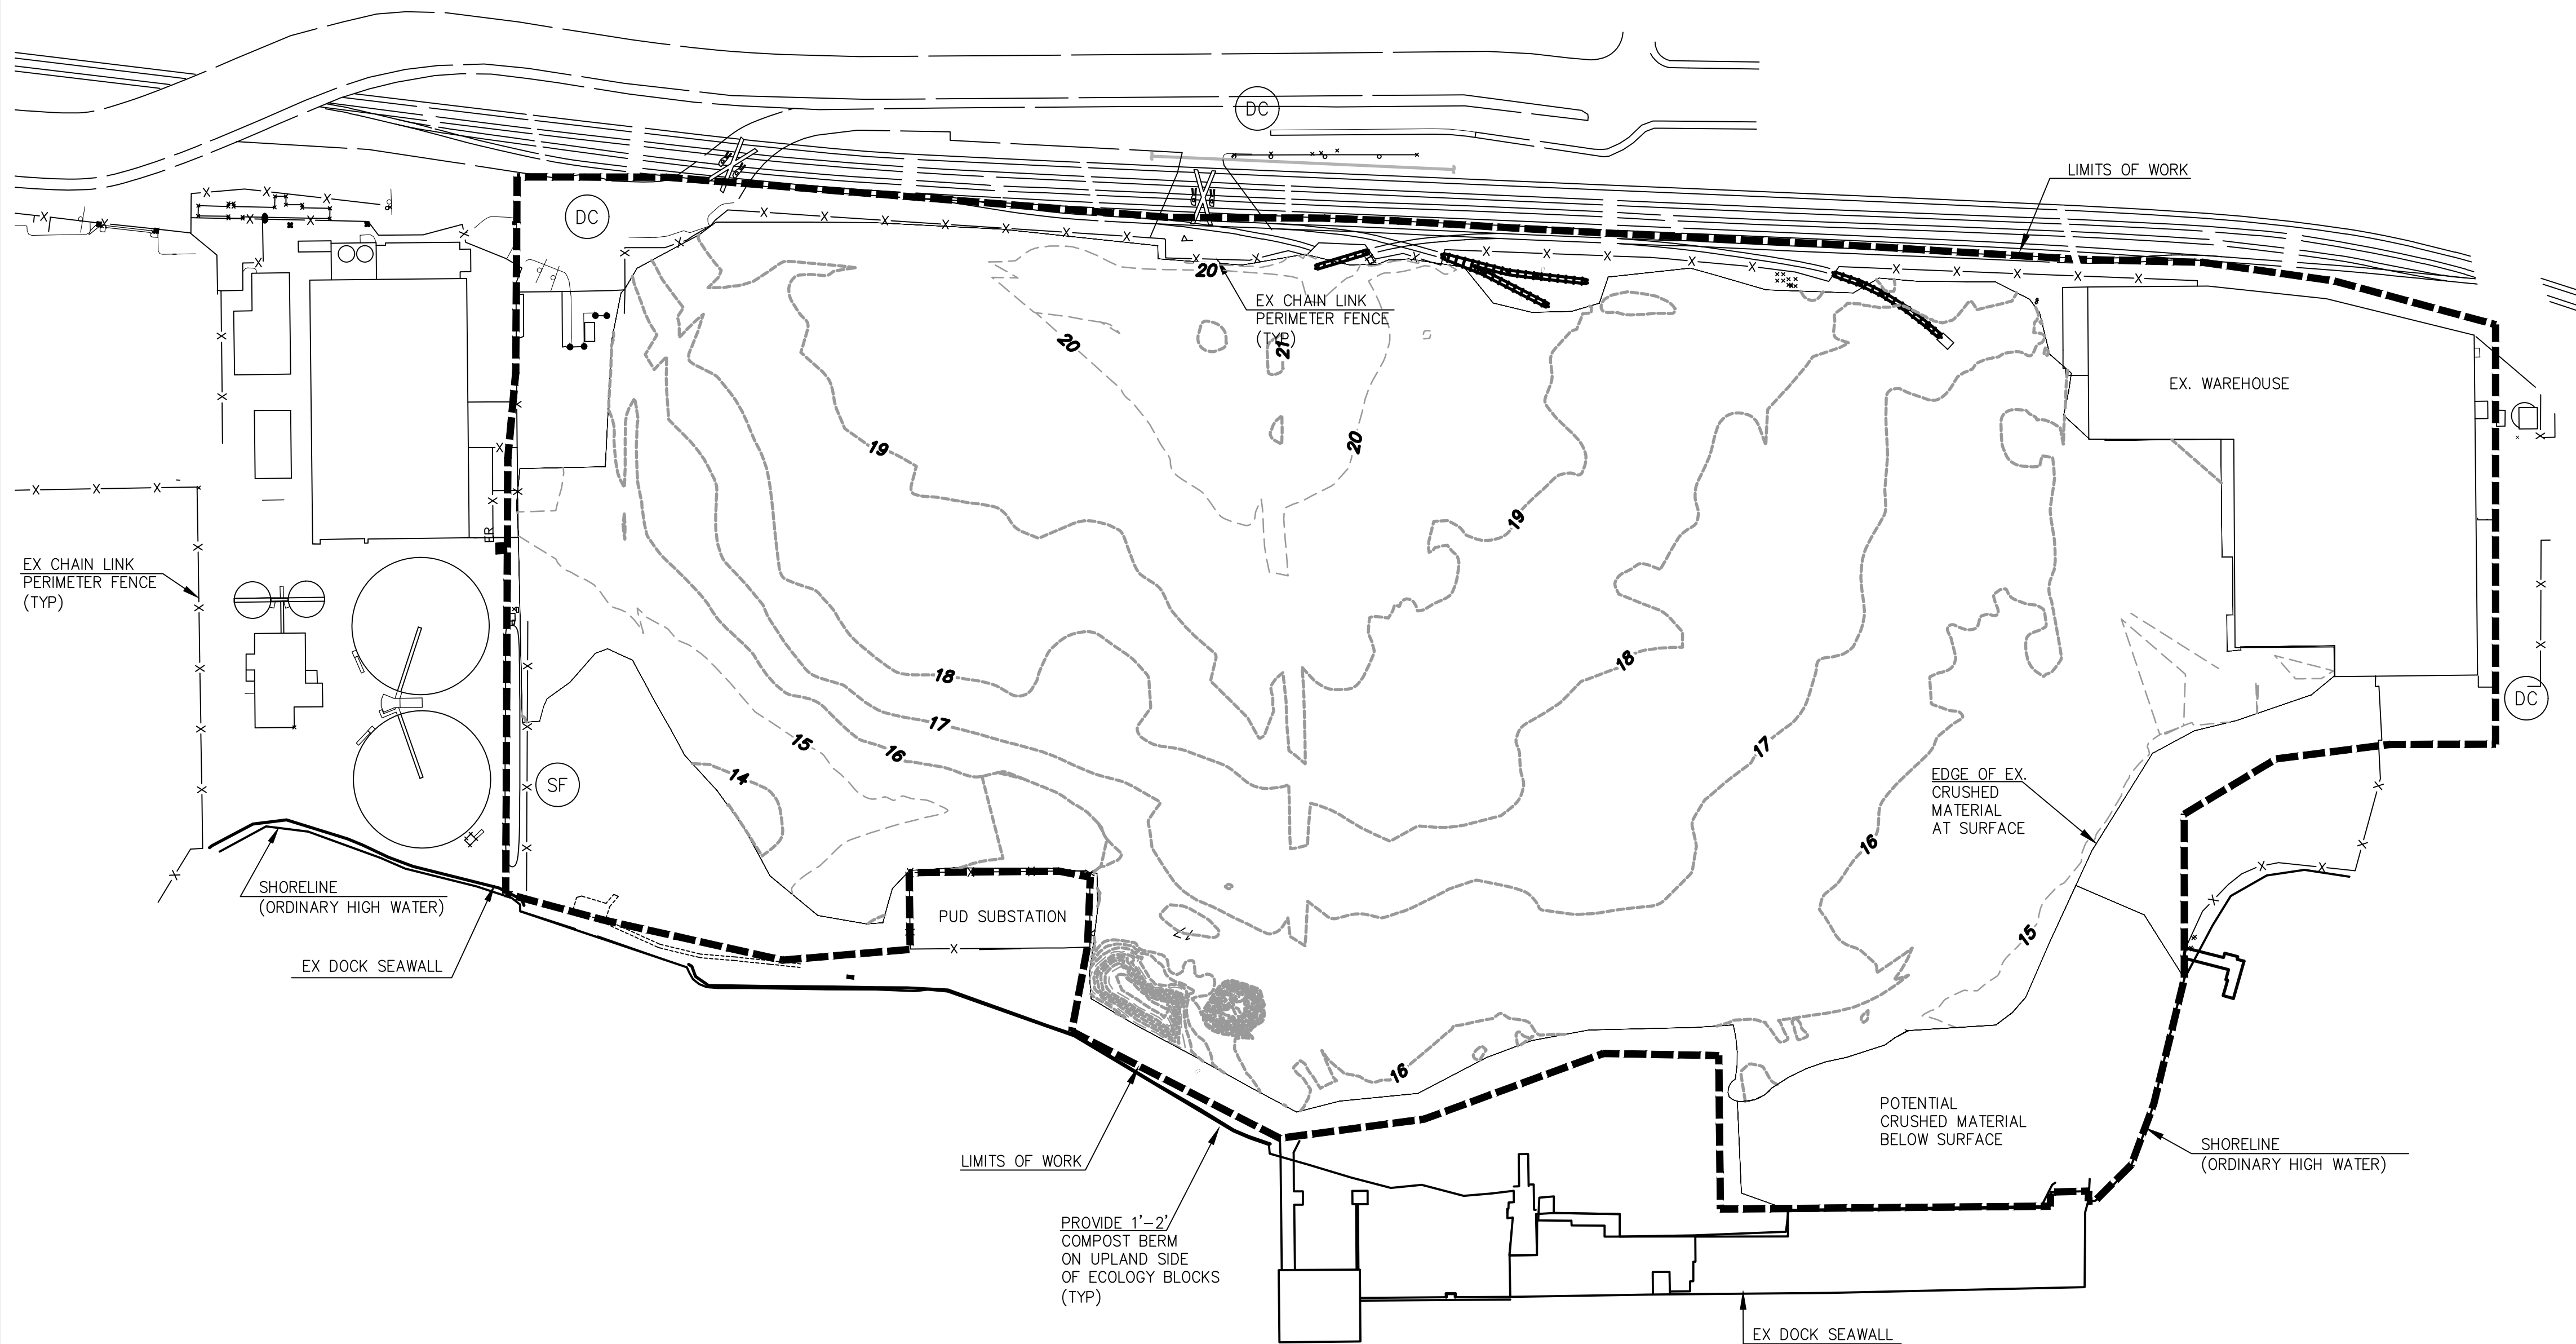 DC
LIMITS OF WORK
DC
20
EX CHAIN LINK
PERIMETER FENCE
(TYP)
20
21
EX. WAREHOUSE
19
20
19
EX CHAIN LINK
PERIMETER FENCE
(TYP)
ER
18
18
DC
17
15
16
14
17
SF
EDGE OF EX.
CRUSHED
MATERIAL
AT SURFACE
16
SHORELINE
(ORDINARY HIGH WATER)
PUD SUBSTATION
15
EX DOCK SEAWALL
16
POTENTIAL
CRUSHED MATERIAL
BELOW SURFACE
LIMITS OF WORK
SHORELINE
(ORDINARY HIGH WATER)
PROVIDE 1'-2'
COMPOST BERM
ON UPLAND SIDE
OF ECOLOGY BLOCKS
(TYP)
EX DOCK SEAWALL